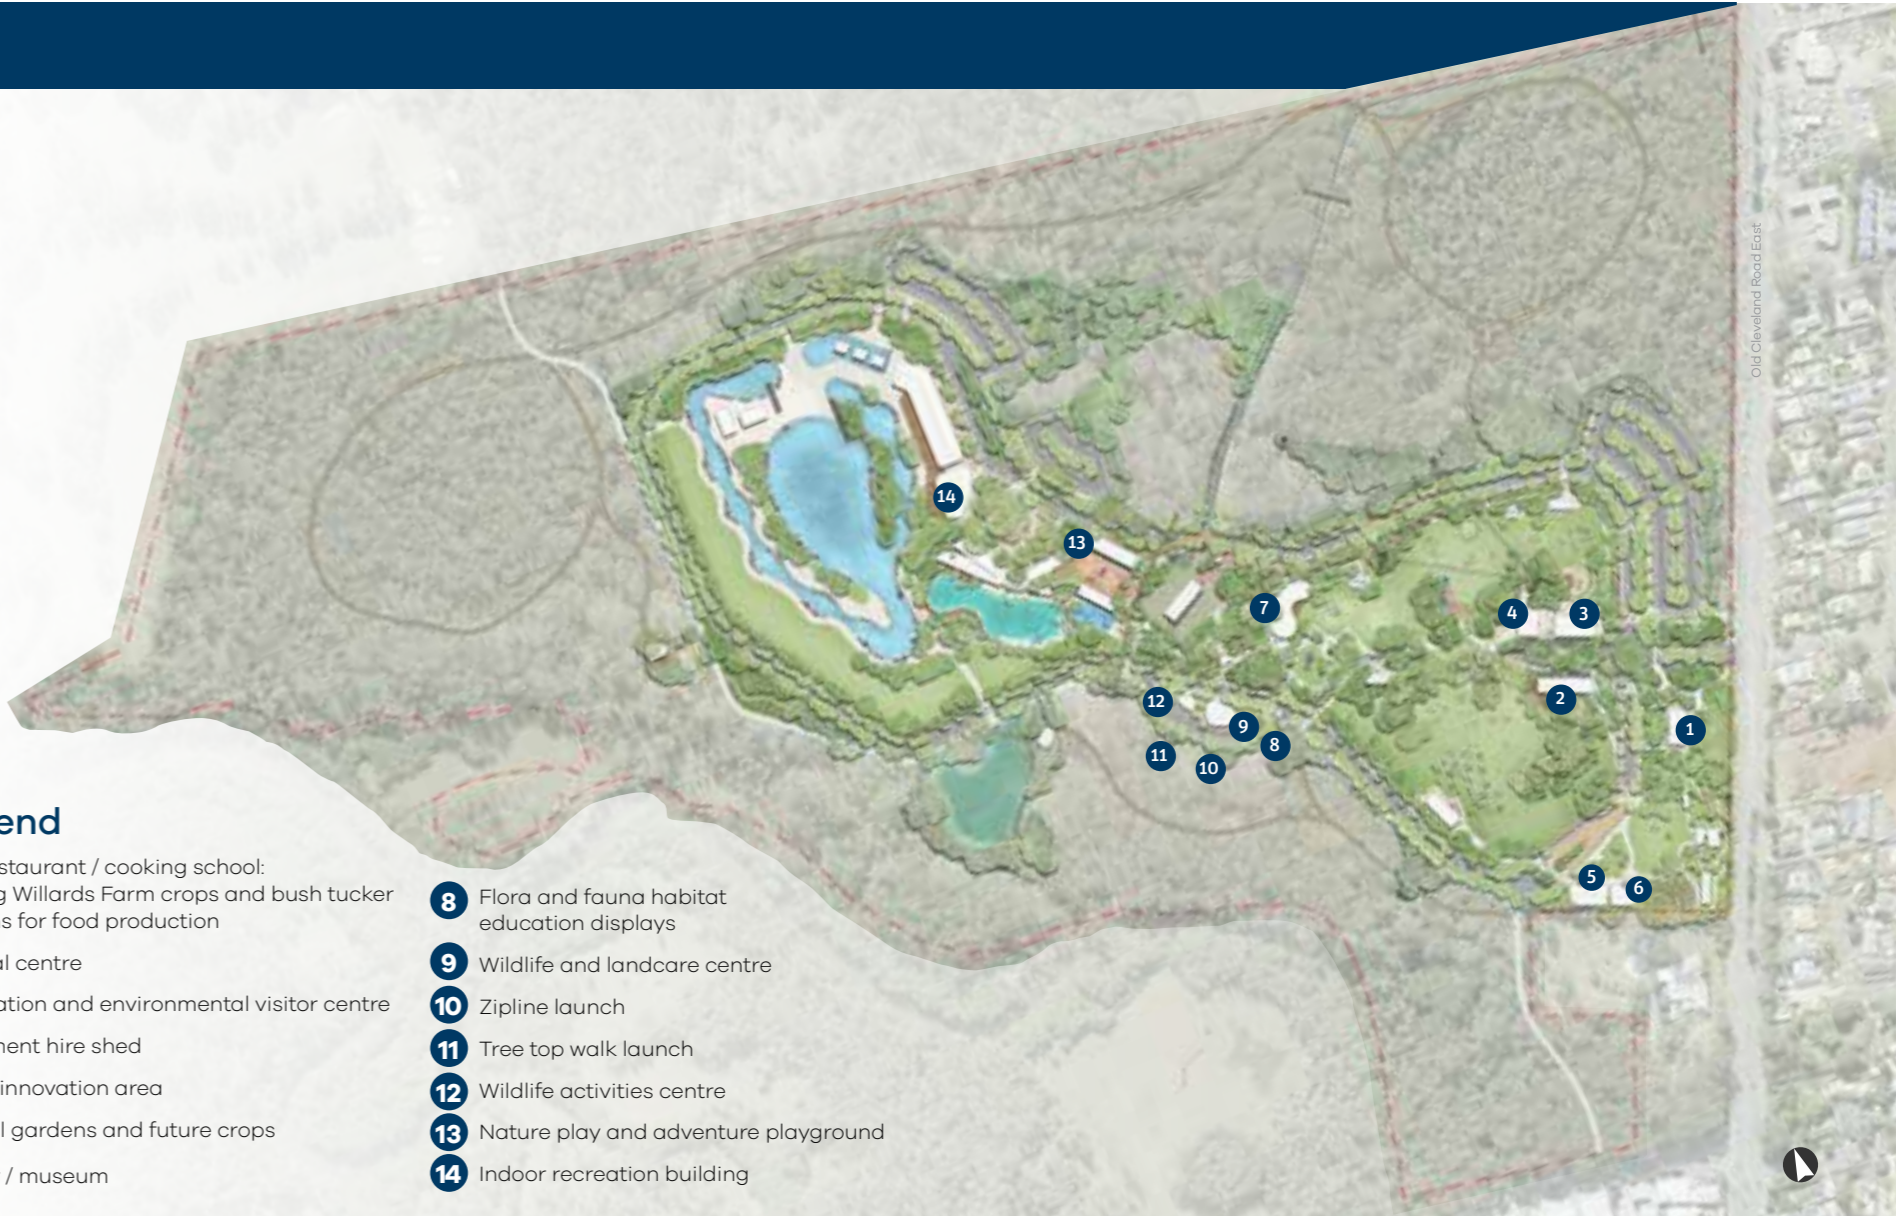 Old Cleveland Road East
14
13
7
4
3
2
1
12
9
8
11
10
5
6
end
staurant / cooking school:
g Willards Farm crops and bush tucker
s for food production
al centre
ation and environmental visitor centre
ment hire shed
innovation area
l gardens and future crops
/ museum
8 Flora and fauna habitat
education displays
9 Wildlife and landcare centre
10 Zipline launch
11 Tree top walk launch
12 Wildlife activities centre
13 Nature play and adventure playground
14 Indoor recreation building